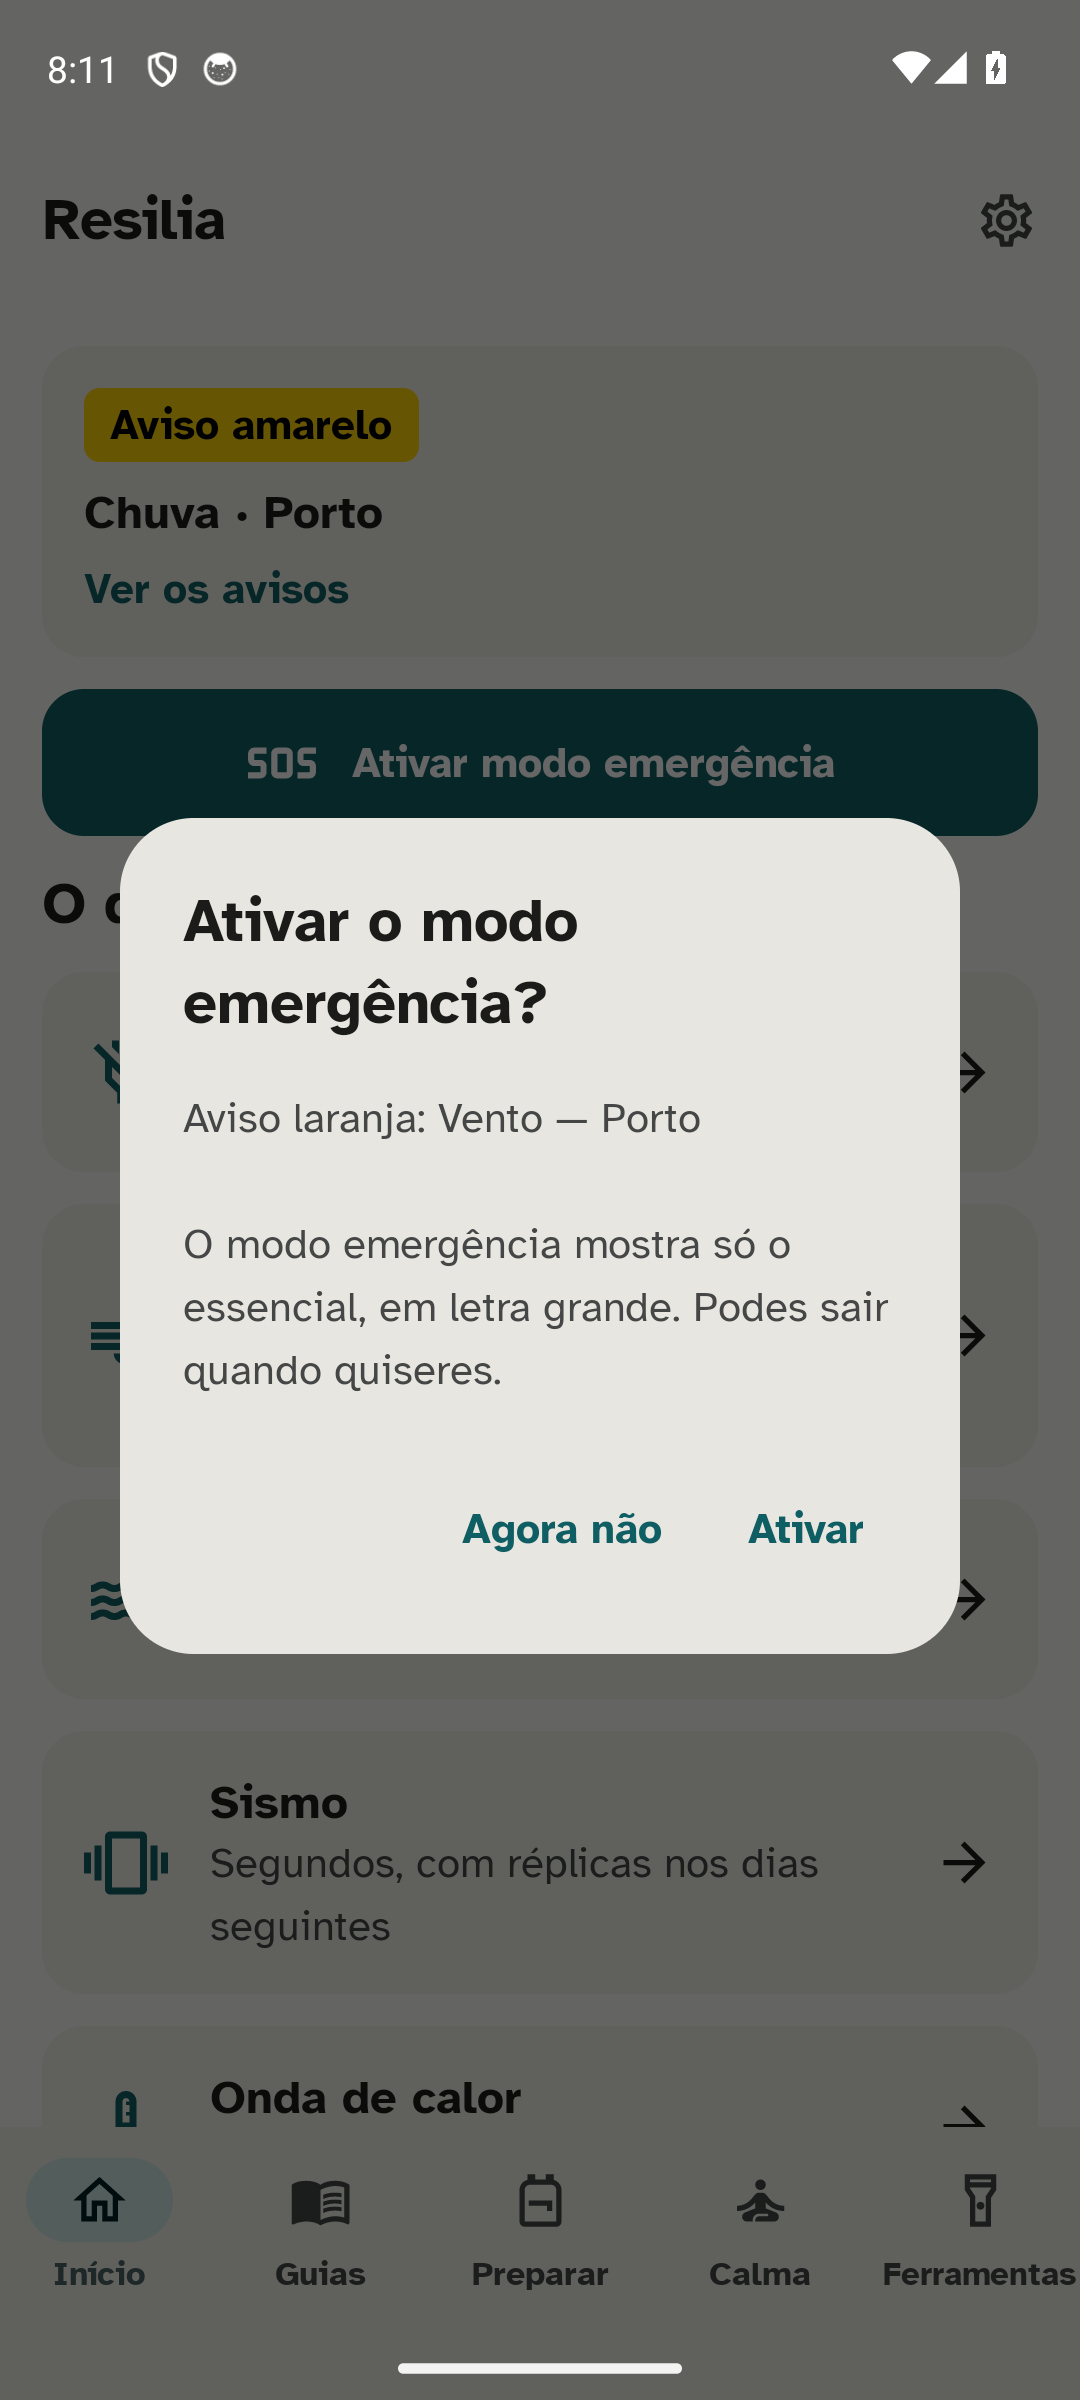 8:11
Resilia
Aviso amarelo
Chuva · Porto
Ver os avisos
SOS Ativar modo emergência
O
Ativar o modo
emergência?
Aviso laranja: Vento — Porto
O modo emergência mostra só o
essencial, em letra grande. Podes sair
quando quiseres.
Agora não Ativar
Sismo
Segundos, com réplicas nos dias
seguintes
Onda de calor
Início Guias Preparar Calma Ferramentas